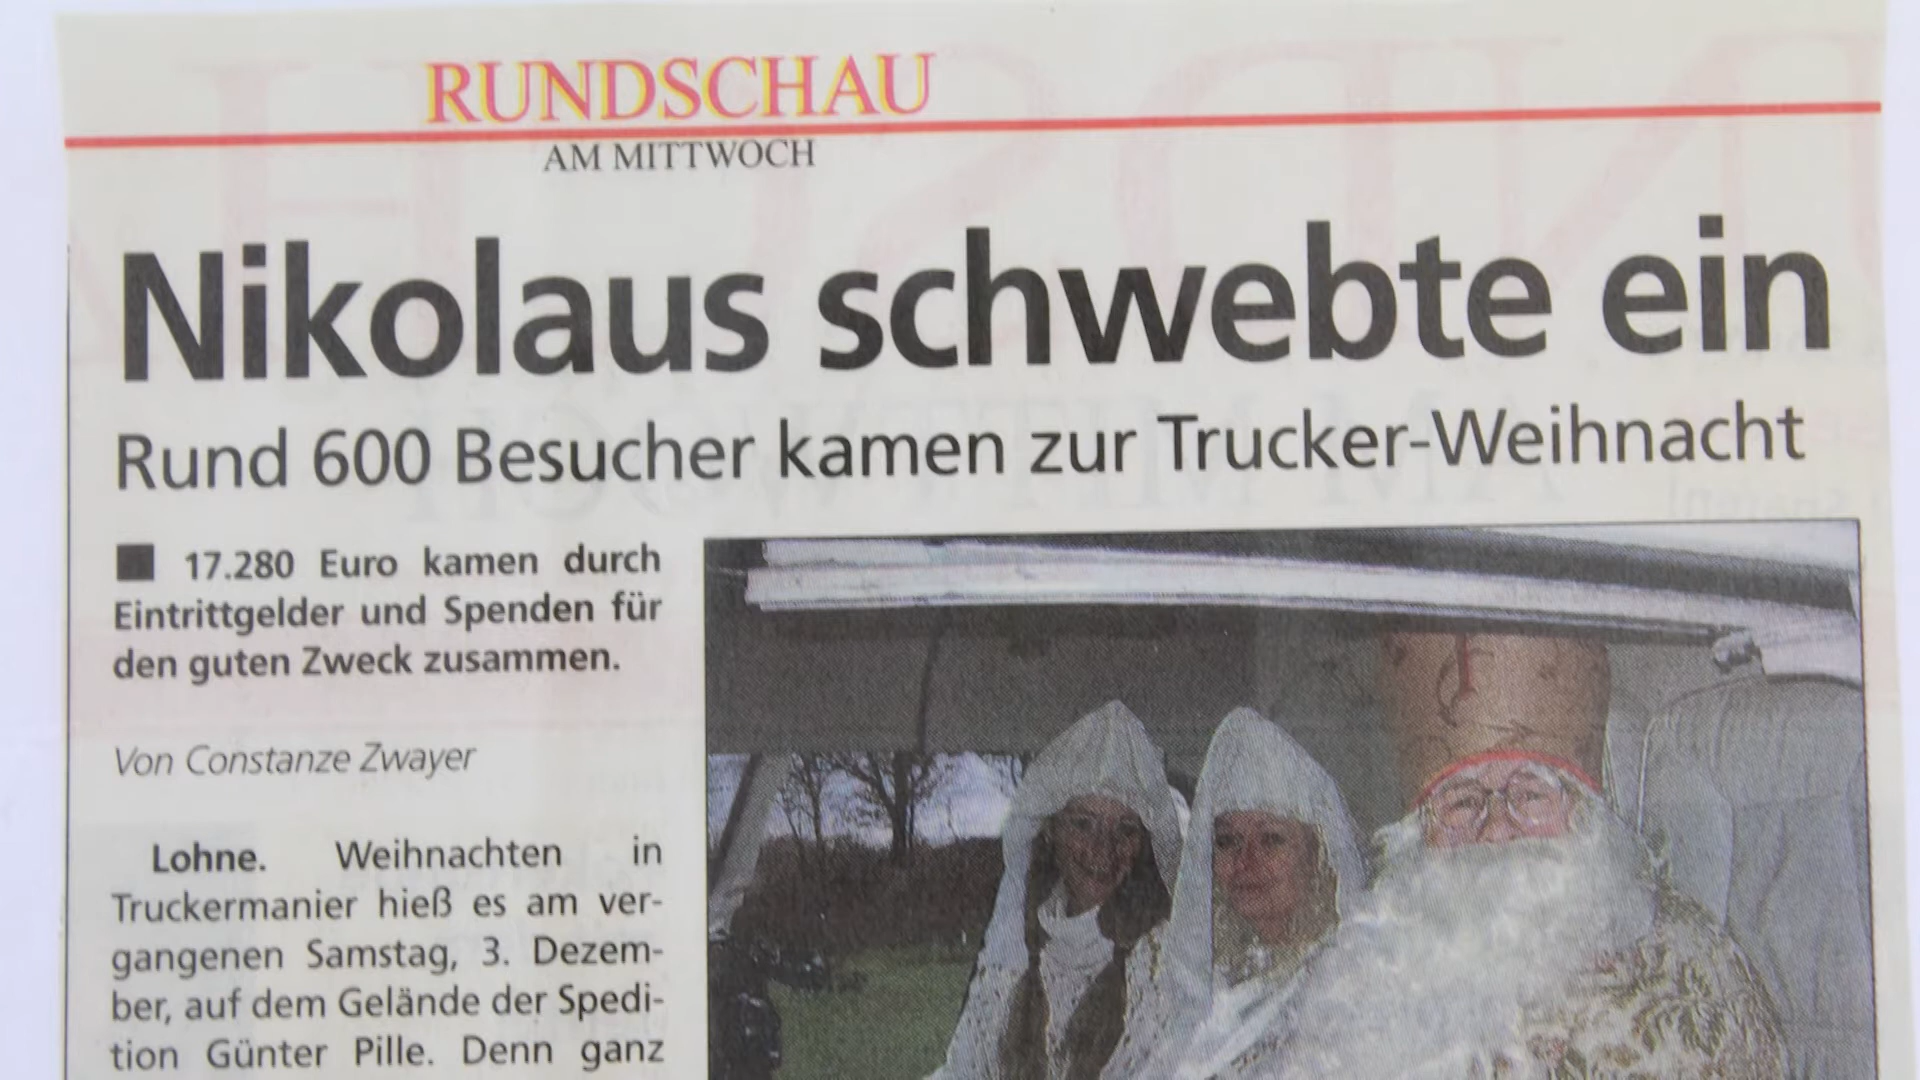 RUNDSCHAU
AM MITTWOCH
Nikolaus schwebte ein
Rund 600 Besucher kamen zur Trucker-Weihnacht
■ 17.280 Euro kamen durch
Eintrittgelder und Spenden für
den guten Zweck zusammen.
Von Constanze Zwayer
Lohne. Weihnachten in
Truckermanier hieß es am ver-
gangenen Samstag, 3. Dezem-
ber, auf dem Gelände der Spedi-
tion Günter Pille. Denn ganz